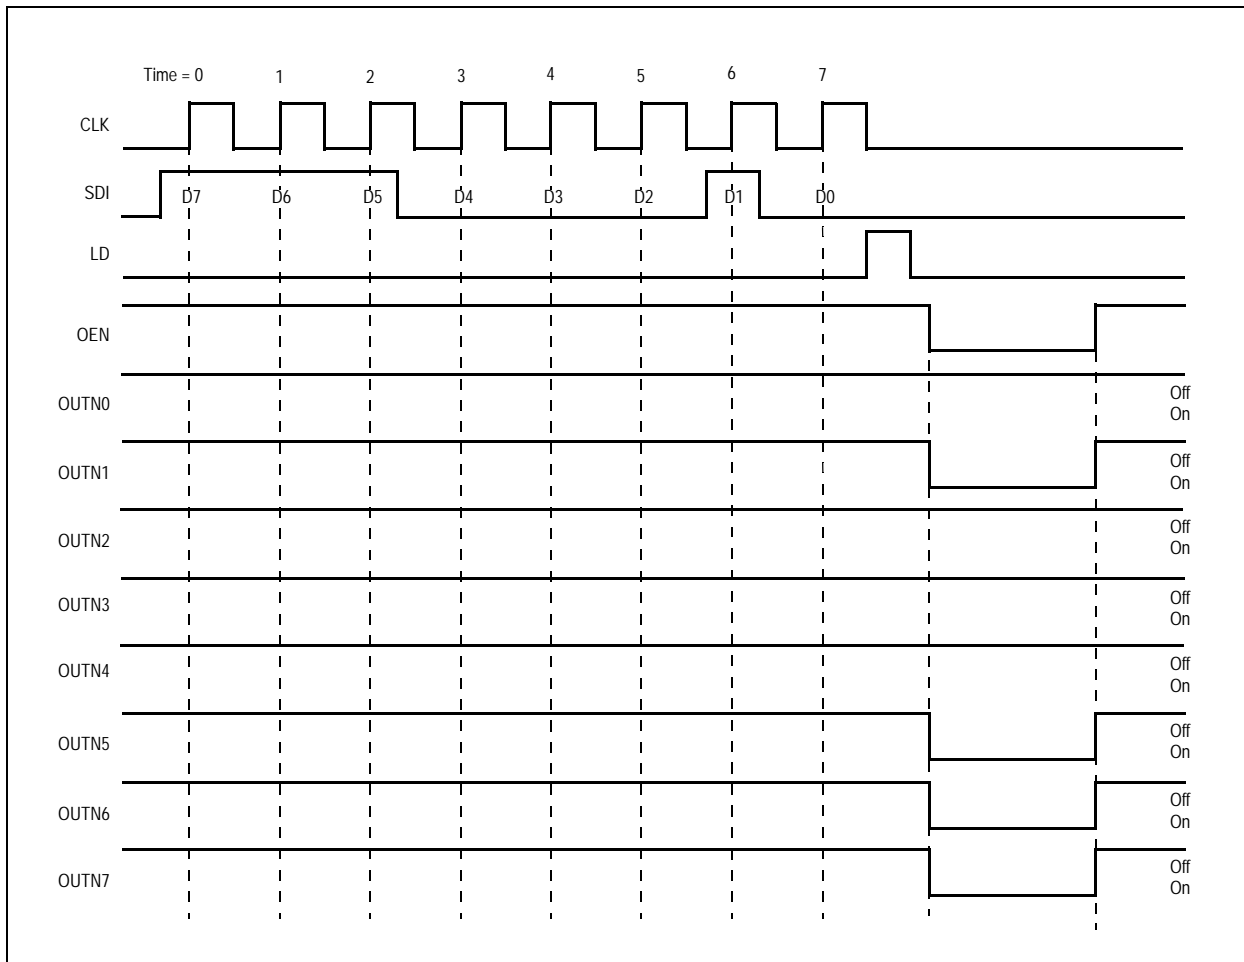 Time = 0 1 2 3 4 5 6 7
CLK
SDI
D7 D6 D5 D4 D3 D2 D1 D0
LD
OEN
OUTN0
Off
On
OUTN1
Off
On
OUTN2
Off
On
OUTN3
Off
On
OUTN4
Off
On
OUTN5
Off
On
OUTN6
Off
On
OUTN7
Off
On